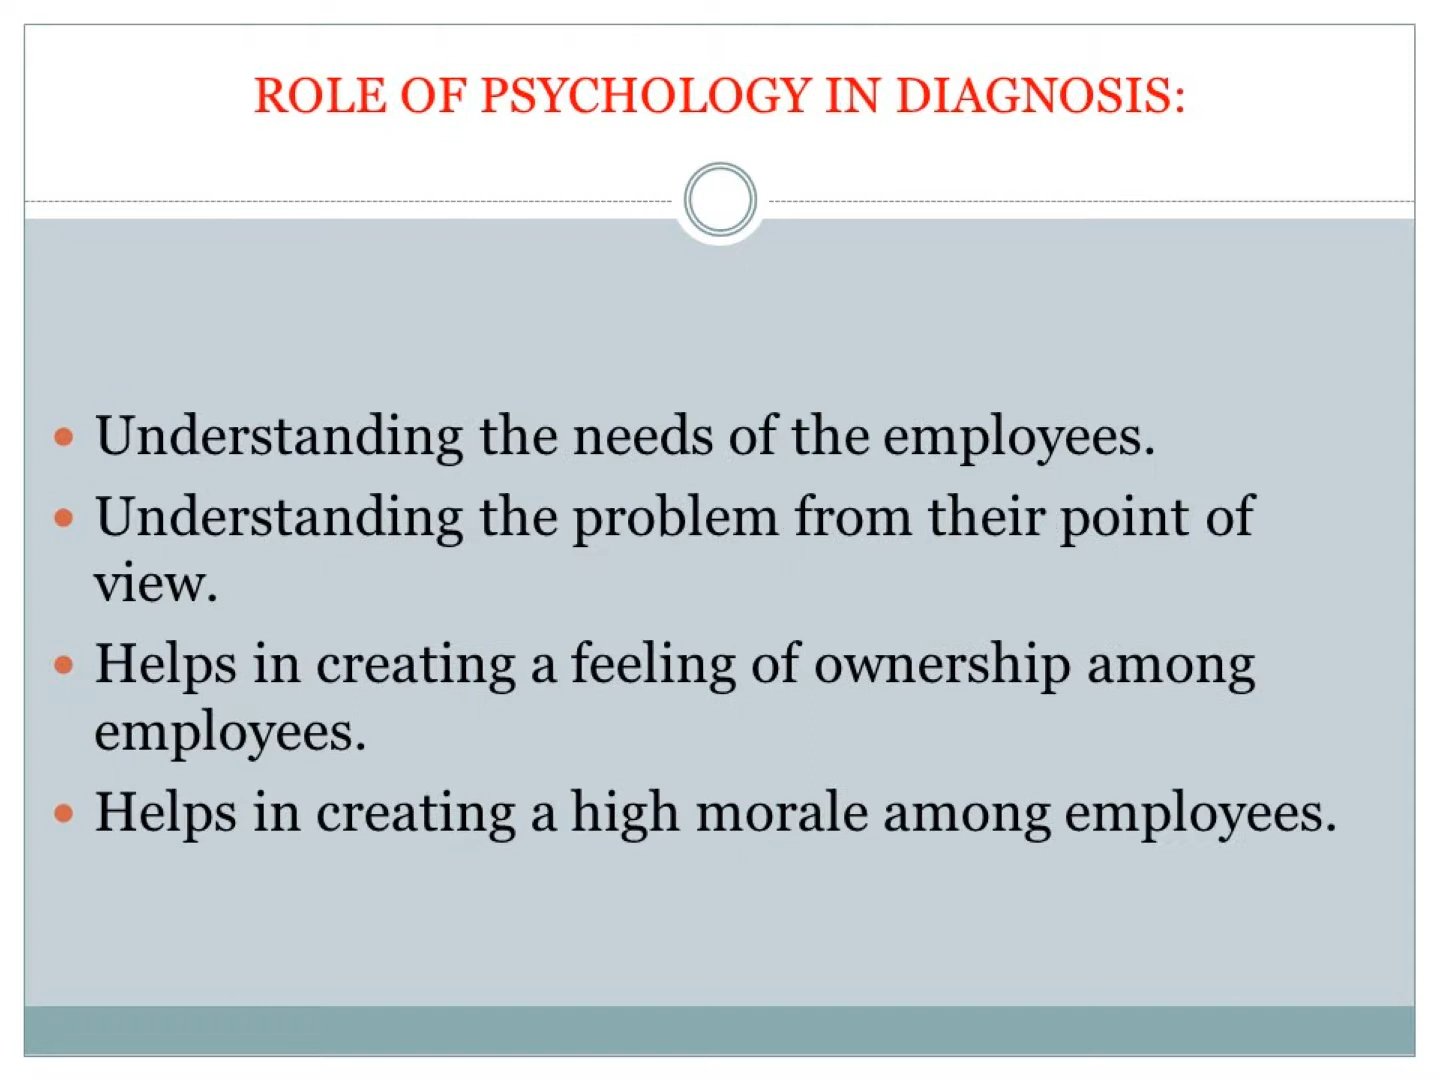 ROLE OF PSYCHOLOGY IN DIAGNOSIS:
• Understanding the needs of the employees.
• Understanding the problem from their point of
view.
• Helps in creating a feeling of ownership among
employees.
• Helps in creating a high morale among employees.